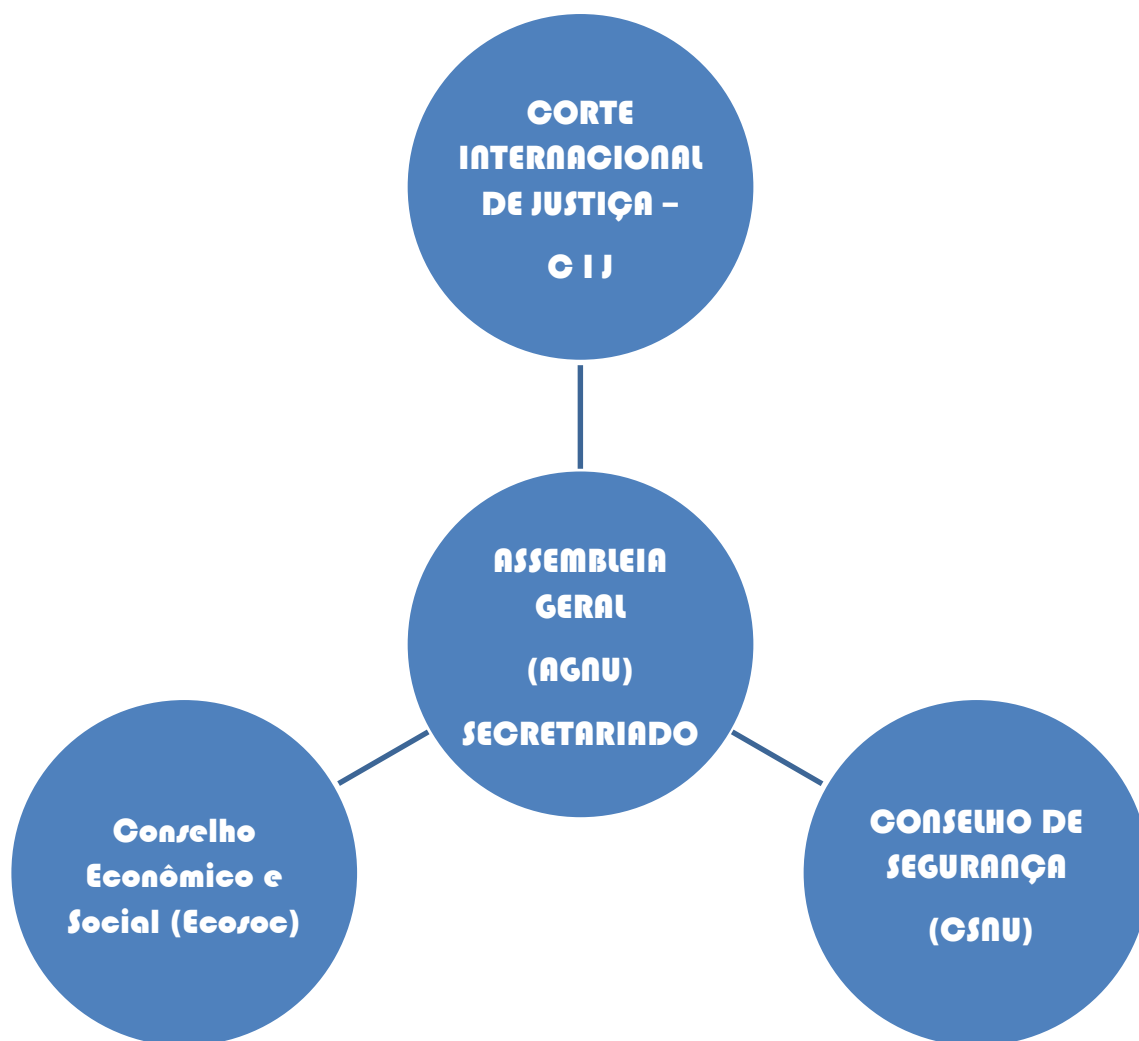 CORTE
INTERNACIONAL
DE JUSTIÇA –
C I J
ASSEMBLEIA
GERAL
(AGNU)
SECRETARIADO
Conselho
Econômico e
Social (Ecosoc)
CONSELHO DE
SEGURANÇA
(CSNU)